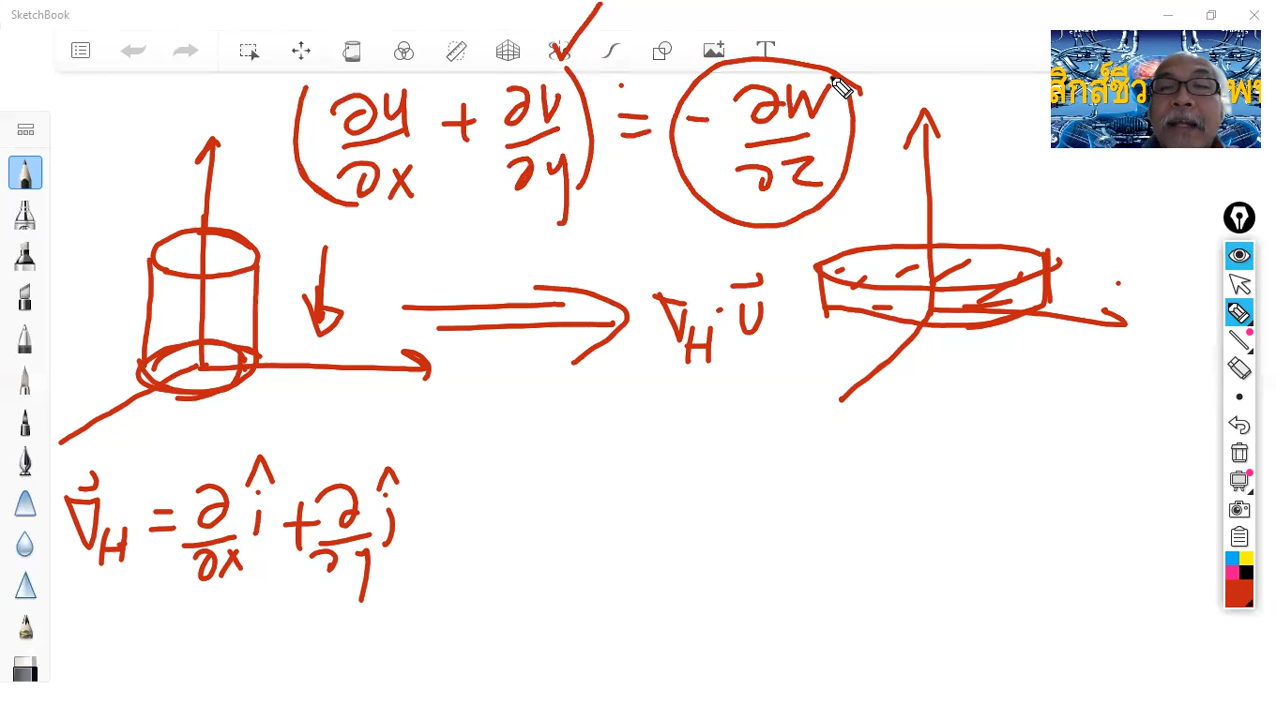 SketchBook
(∂u/∂x + ∂v/∂y) = - ∂w/∂z
∇H · U⃗
∇⃗H = ∂/∂x î + ∂/∂y ĵ